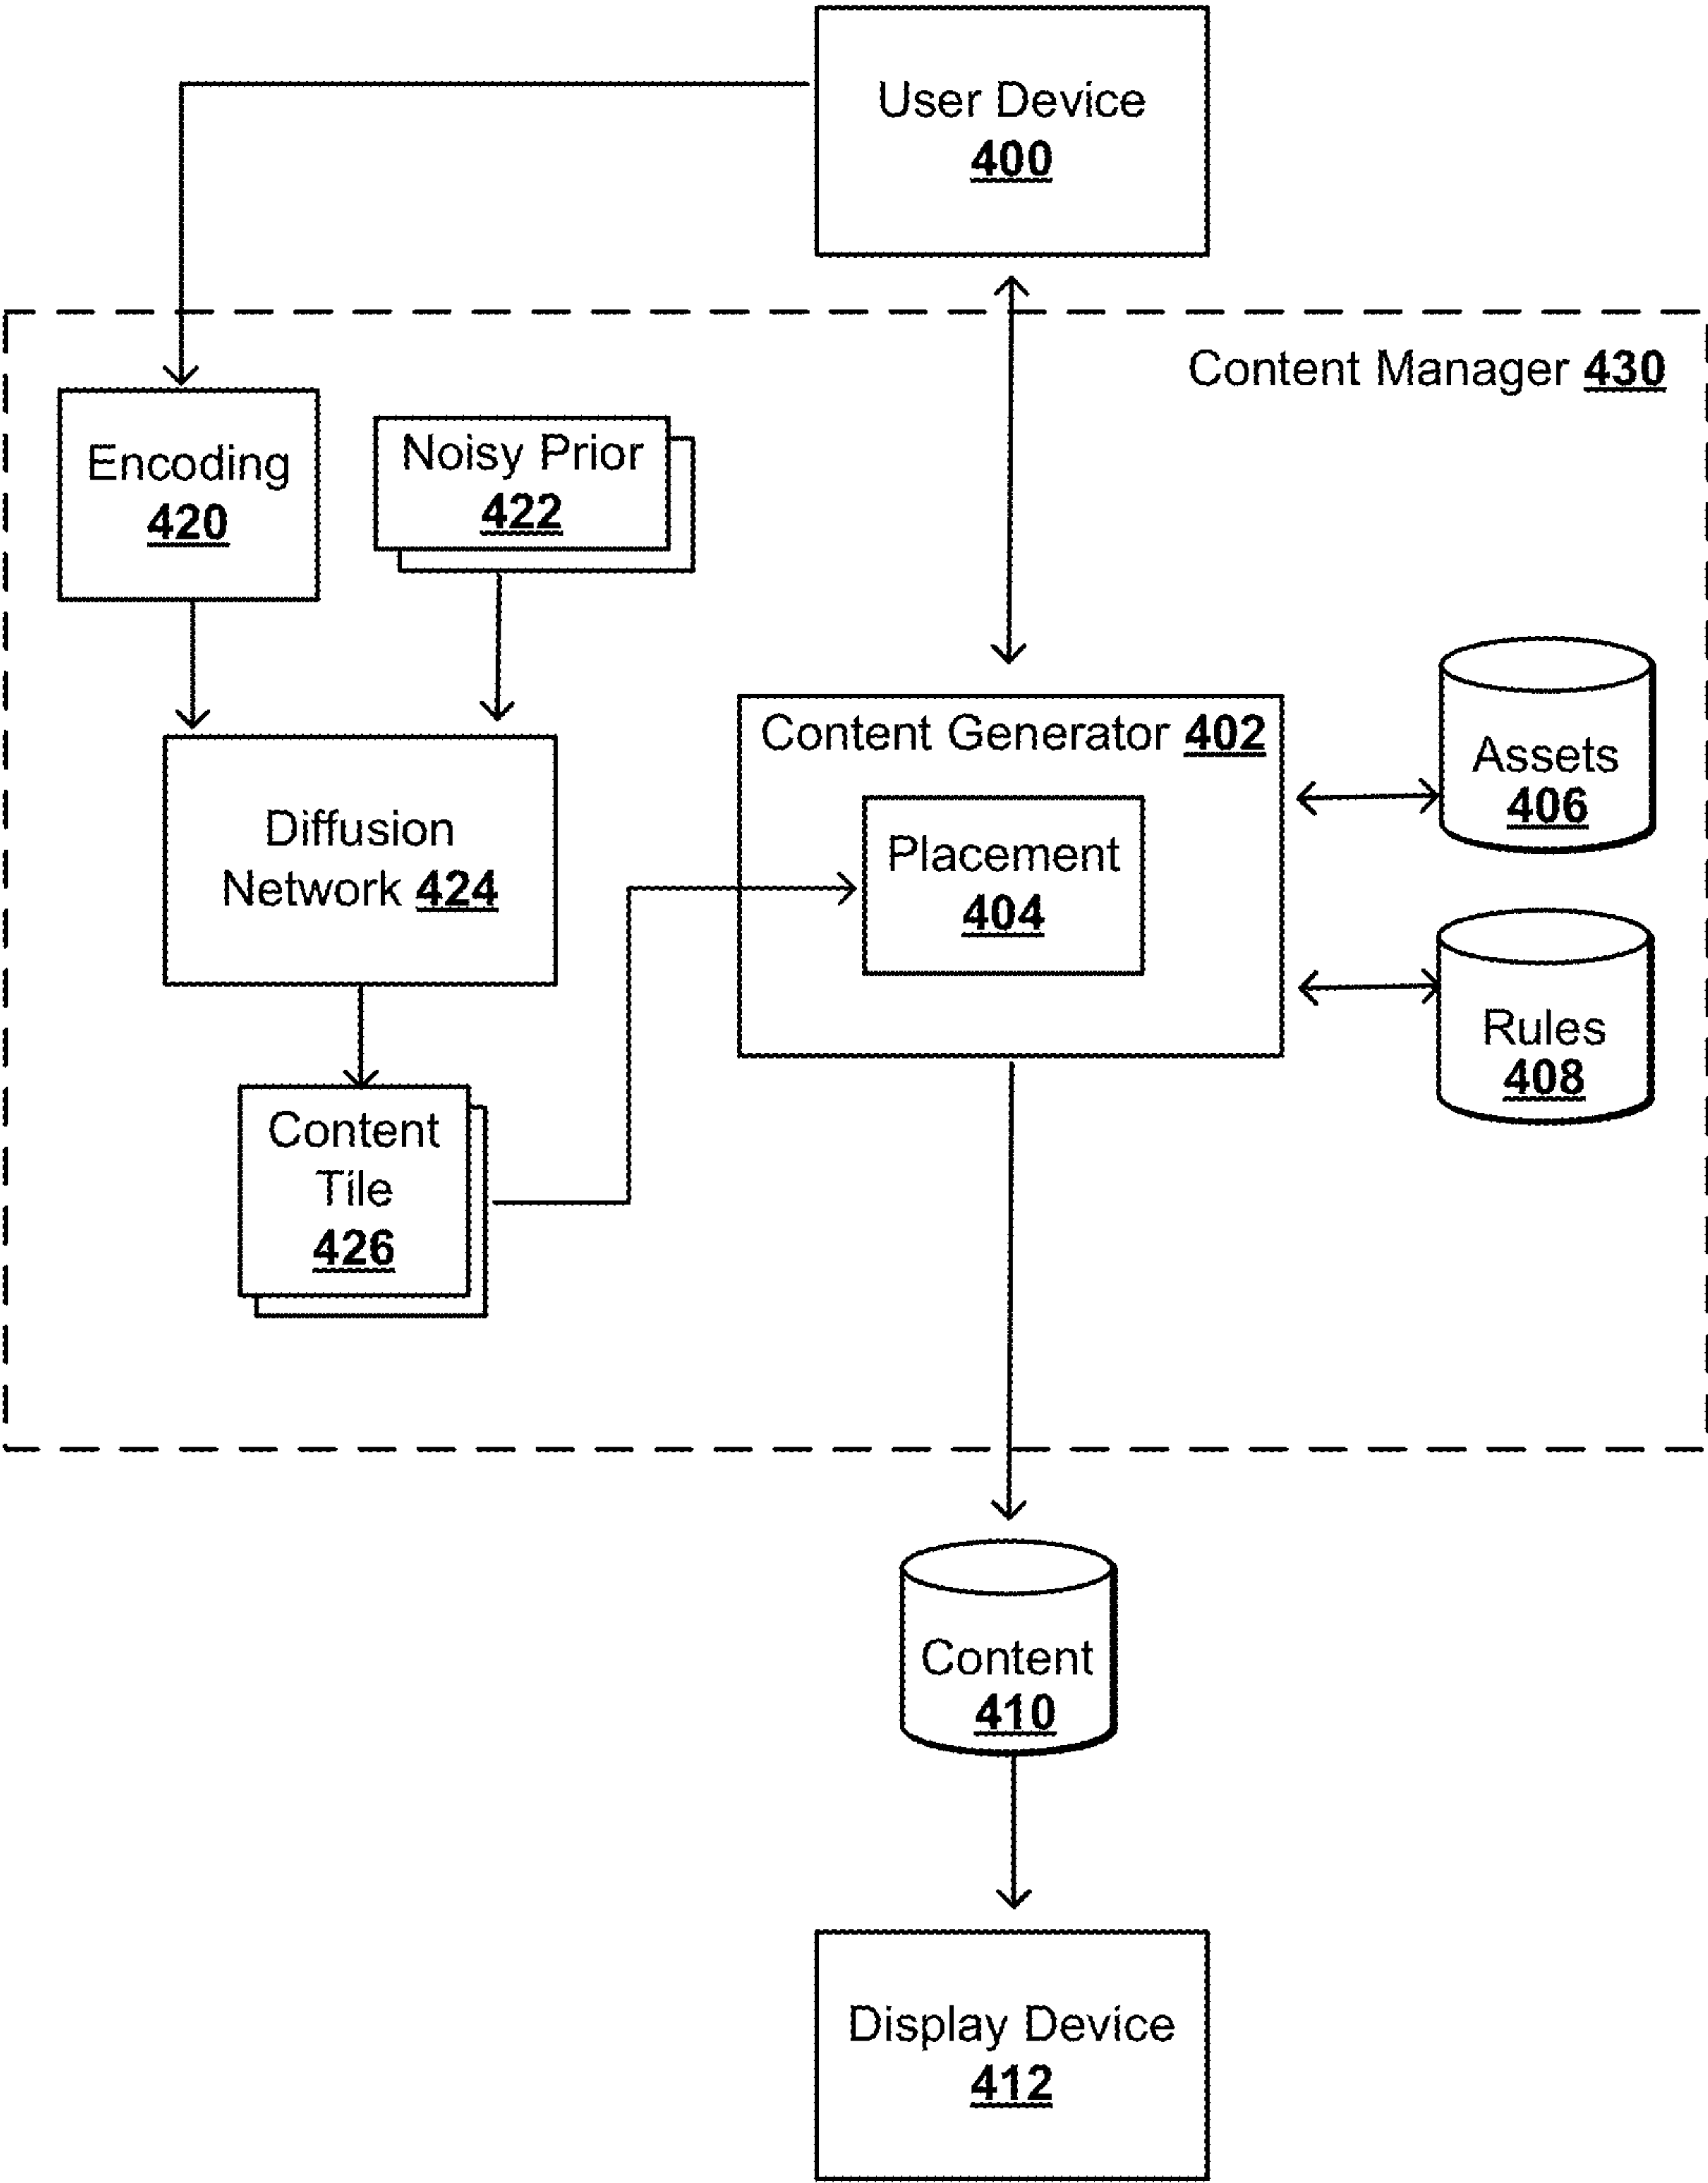 User Device
400
Content Manager 430
Encoding
420
Noisy Prior
422
Content Generator 402
Placement
404
Assets
406
Rules
408
Diffusion
Network 424
Content
Tile
426
Content
410
Display Device
412